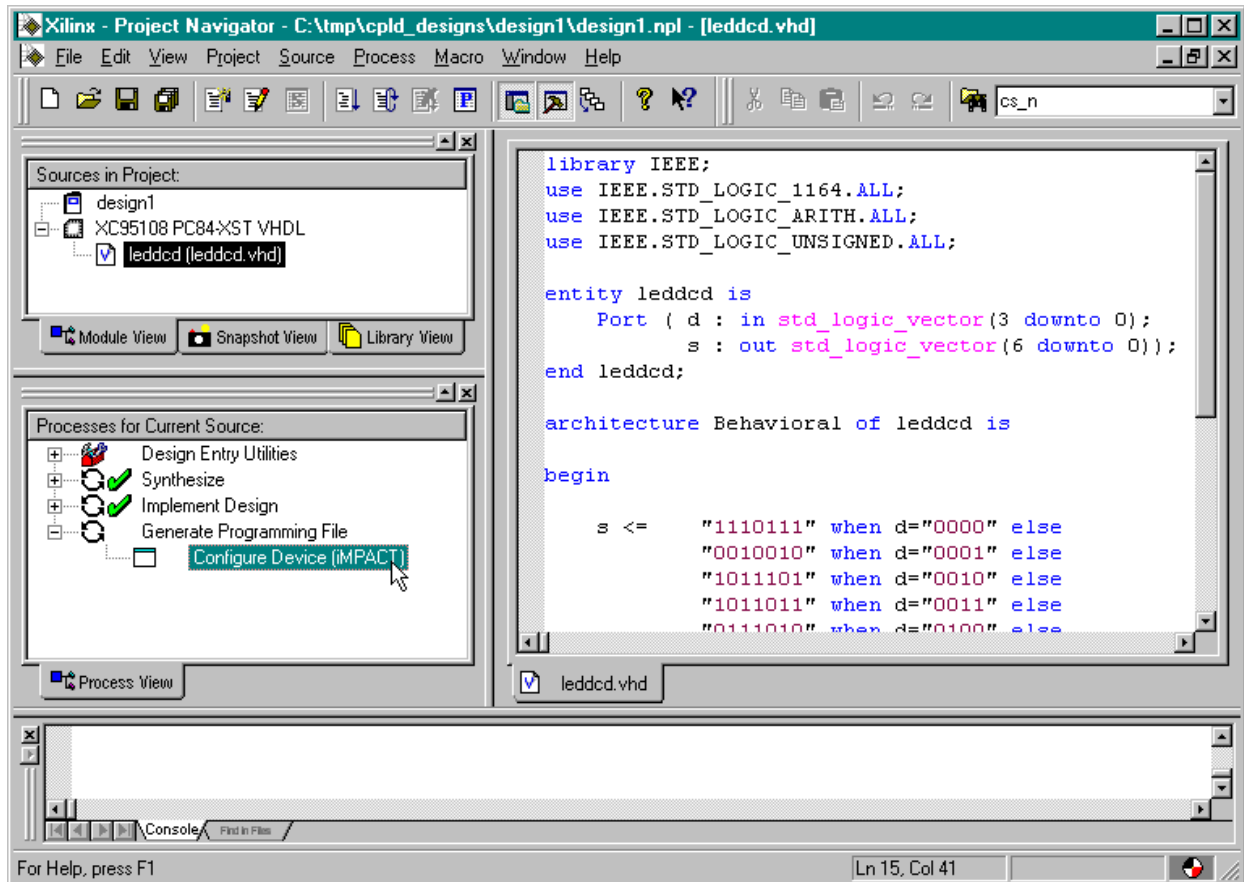 Xilinx - Project Navigator - C:\tmp\cpld_designs\design1\design1.npl - [leddcd.vhd]
File Edit View Project Source Process Macro Window Help
cs_n
Sources in Project:
design1
XC95108 PC84-XST VHDL
leddcd (leddcd.vhd)
Module View Snapshot View Library View
Processes for Current Source:
Design Entry Utilities
Synthesize
Implement Design
Generate Programming File
Configure Device (iMPACT)
Process View
library IEEE;
use IEEE.STD_LOGIC_1164.ALL;
use IEEE.STD_LOGIC_ARITH.ALL;
use IEEE.STD_LOGIC_UNSIGNED.ALL;
entity leddcd is
Port ( d : in std_logic_vector(3 downto 0);
s : out std_logic_vector(6 downto 0));
end leddcd;
architecture Behavioral of leddcd is
begin
s <= "1110111" when d="0000" else
"0010010" when d="0001" else
"1011101" when d="0010" else
"1011011" when d="0011" else
"0111010" when d="0100" else
leddcd.vhd
Console Find in Files
For Help, press F1 Ln 15, Col 41